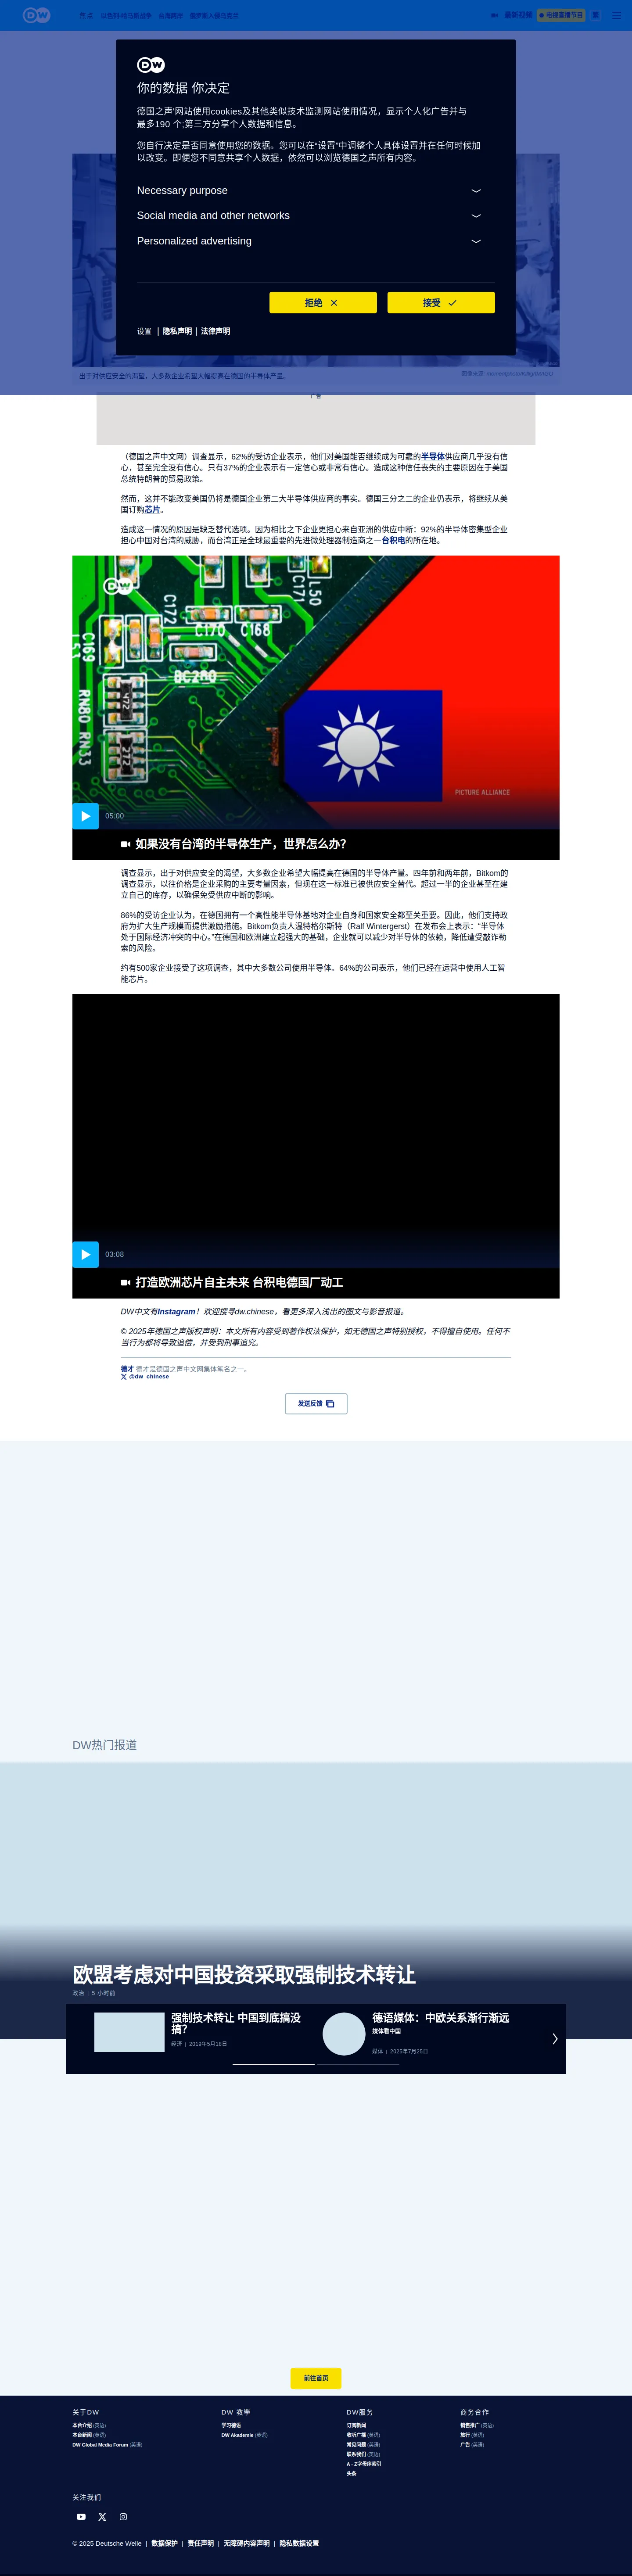 DW
热点
以色列-哈马斯战争
台海局势
俄罗斯入侵乌克兰
最新视频
电视直播节目
DW
你的数据 你决定
德国之声'网站使用cookies及其他类似技术监测网站使用情况，显示个人化广告并与
最多190 个;第三方分享个人数据和信息。
您自行决定是否同意使用您的数据。您可以在“设置”中调整个人具体设置并在任何时候加
以改变。即使您不同意共享个人数据，依然可以浏览德国之声所有内容。
Necessary purpose
Social media and other networks
Personalized advertising
拒绝
接受
设置 | 隐私声明 | 法律声明
出于对供应安全的渴望，大多数企业希望大幅提高在德国的半导体产量。
广告
（德国之声中文网）调查显示，62%的受访企业表示，他们对美国能否继续成为可靠的半导体供应商几乎没有信
心，甚至完全没有信心。只有37%的企业表示有一定信心或非常有信心。造成这种信任丧失的主要原因在于美国
总统特朗普的贸易政策。
然而，这并不能改变美国仍将是德国企业第二大半导体供应商的事实。德国三分之二的企业仍表示，将继续从美
国订购芯片。
造成这一情况的原因是缺乏替代选项。因为相比之下企业更担心来自亚洲的供应中断：92%的半导体密集型企业
担心中国对台湾的威胁，而台湾正是全球最重要的先进微处理器制造商之一台积电的所在地。
DW
C169
C172
C170
C168
L50
BC250
RN80
RN33
PICTURE ALLIANCE
05:00
如果没有台湾的半导体生产，世界怎么办？
调查显示，出于对供应安全的渴望，大多数企业希望大幅提高在德国的半导体产量。四年前和两年前，Bitkom的
调查显示，以往价格是企业采购的主要考量因素，但现在这一标准已被供应安全替代。超过一半的企业甚至在建
立自己的库存，以确保免受供应中断的影响。
86%的受访企业认为，在德国拥有一个高性能半导体基地对企业自身和国家安全都至关重要。因此，他们支持政
府为扩大生产规模而提供激励措施。Bitkom负责人温特格尔斯特（Ralf Wintergerst）在发布会上表示：“半导体
处于国际经济冲突的中心。”在德国和欧洲建立起强大的基础，企业就可以减少对半导体的依赖，降低遭受敲诈勒
索的风险。
约有500家企业接受了这项调查，其中大多数公司使用半导体。64%的公司表示，他们已经在运营中使用人工智
能芯片。
03:08
打造欧洲芯片自主未来 台积电德国厂动工
DW中文有Instagram！欢迎搜寻dw.chinese，看更多深入浅出的图文与影音报道。
© 2025年德国之声版权声明：本文所有内容受到著作权法保护，如无德国之声特别授权，不得擅自使用。任何不
当行为都将导致追偿，并受到刑事追究。
德才 德才是德国之声中文网集体笔名之一。
@dw_chinese
发送反馈
DW热门报道
欧盟考虑对中国投资采取强制技术转让
政治 | 5 小时前
强制技术转让 中国到底搞没
搞？
经济 | 2019年5月18日
德语媒体：中欧关系渐行渐远
媒体看中国
媒体 | 2025年7月25日
前往首页
关于DW
本台介绍 (英语)
本台新闻 (英语)
DW Global Media Forum (英语)
DW 教學
学习德语
DW Akademie (英语)
DW服务
订阅新闻
收听广播 (英语)
常见问题 (英语)
联系我们 (英语)
A - Z字母序索引
头条
商务合作
销售推广 (英语)
旅行 (英语)
广告 (英语)
关注我们
© 2025 Deutsche Welle | 数据保护 | 责任声明 | 无障碍内容声明 | 隐私数据设置